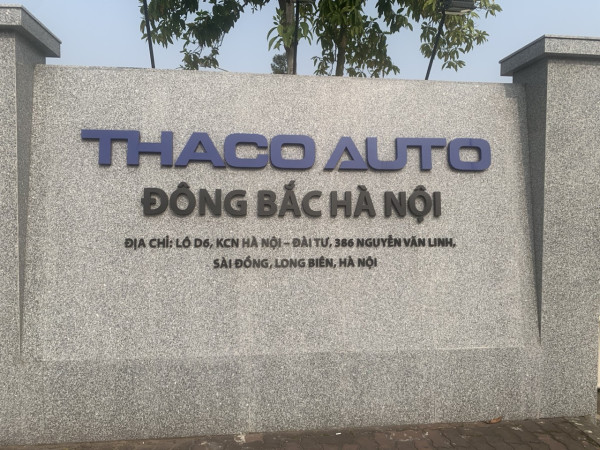 THACO AUTO
ĐÔNG BẮC HÀ NỘI
ĐỊA CHỈ: LỒ D6, KCN HÀ NỘI – ĐÀI TƯ, 386 NGUYỄN VĂN LINH,
SÀI ĐỒNG, LONG BIÊN, HÀ NỘI